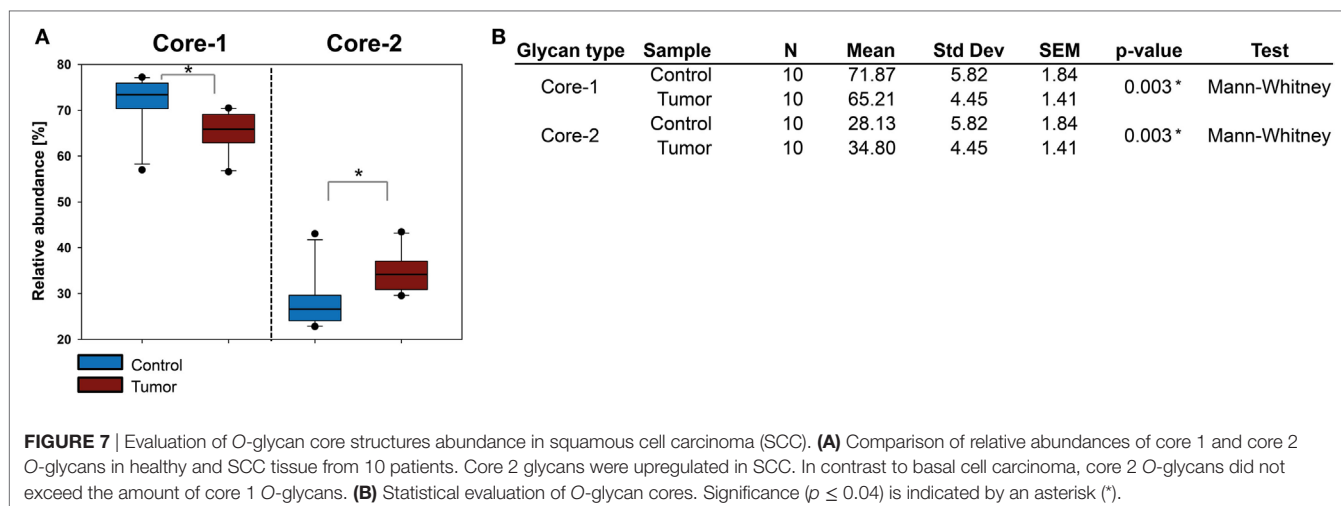 A
Core-1 Core-2
*
*
Relative abundance [%]
80
70
60
50
40
30
20
Control
Tumor
B
Glycan type Sample N Mean Std Dev SEM p-value Test
Core-1 Control 10 71.87 5.82 1.84 0.003 * Mann-Whitney
Tumor 10 65.21 4.45 1.41
Core-2 Control 10 28.13 5.82 1.84 0.003 * Mann-Whitney
Tumor 10 34.80 4.45 1.41
FIGURE 7 | Evaluation of O-glycan core structures abundance in squamous cell carcinoma (SCC). (A) Comparison of relative abundances of core 1 and core 2
O-glycans in healthy and SCC tissue from 10 patients. Core 2 glycans were upregulated in SCC. In contrast to basal cell carcinoma, core 2 O-glycans did not
exceed the amount of core 1 O-glycans. (B) Statistical evaluation of O-glycan cores. Significance (p ≤ 0.04) is indicated by an asterisk (*).